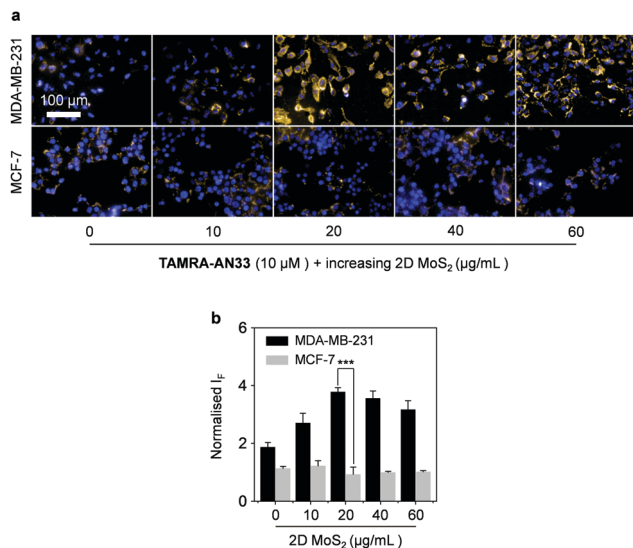 a
MDA-MB-231
100 µm
MCF-7
0 10 20 40 60
TAMRA-AN33 (10 µM ) + increasing 2D MoS2 (µg/mL )
b
6
MDA-MB-231
MCF-7
***
4
2
0
Normalised IF
0 10 20 40 60
2D MoS2 (µg/mL)